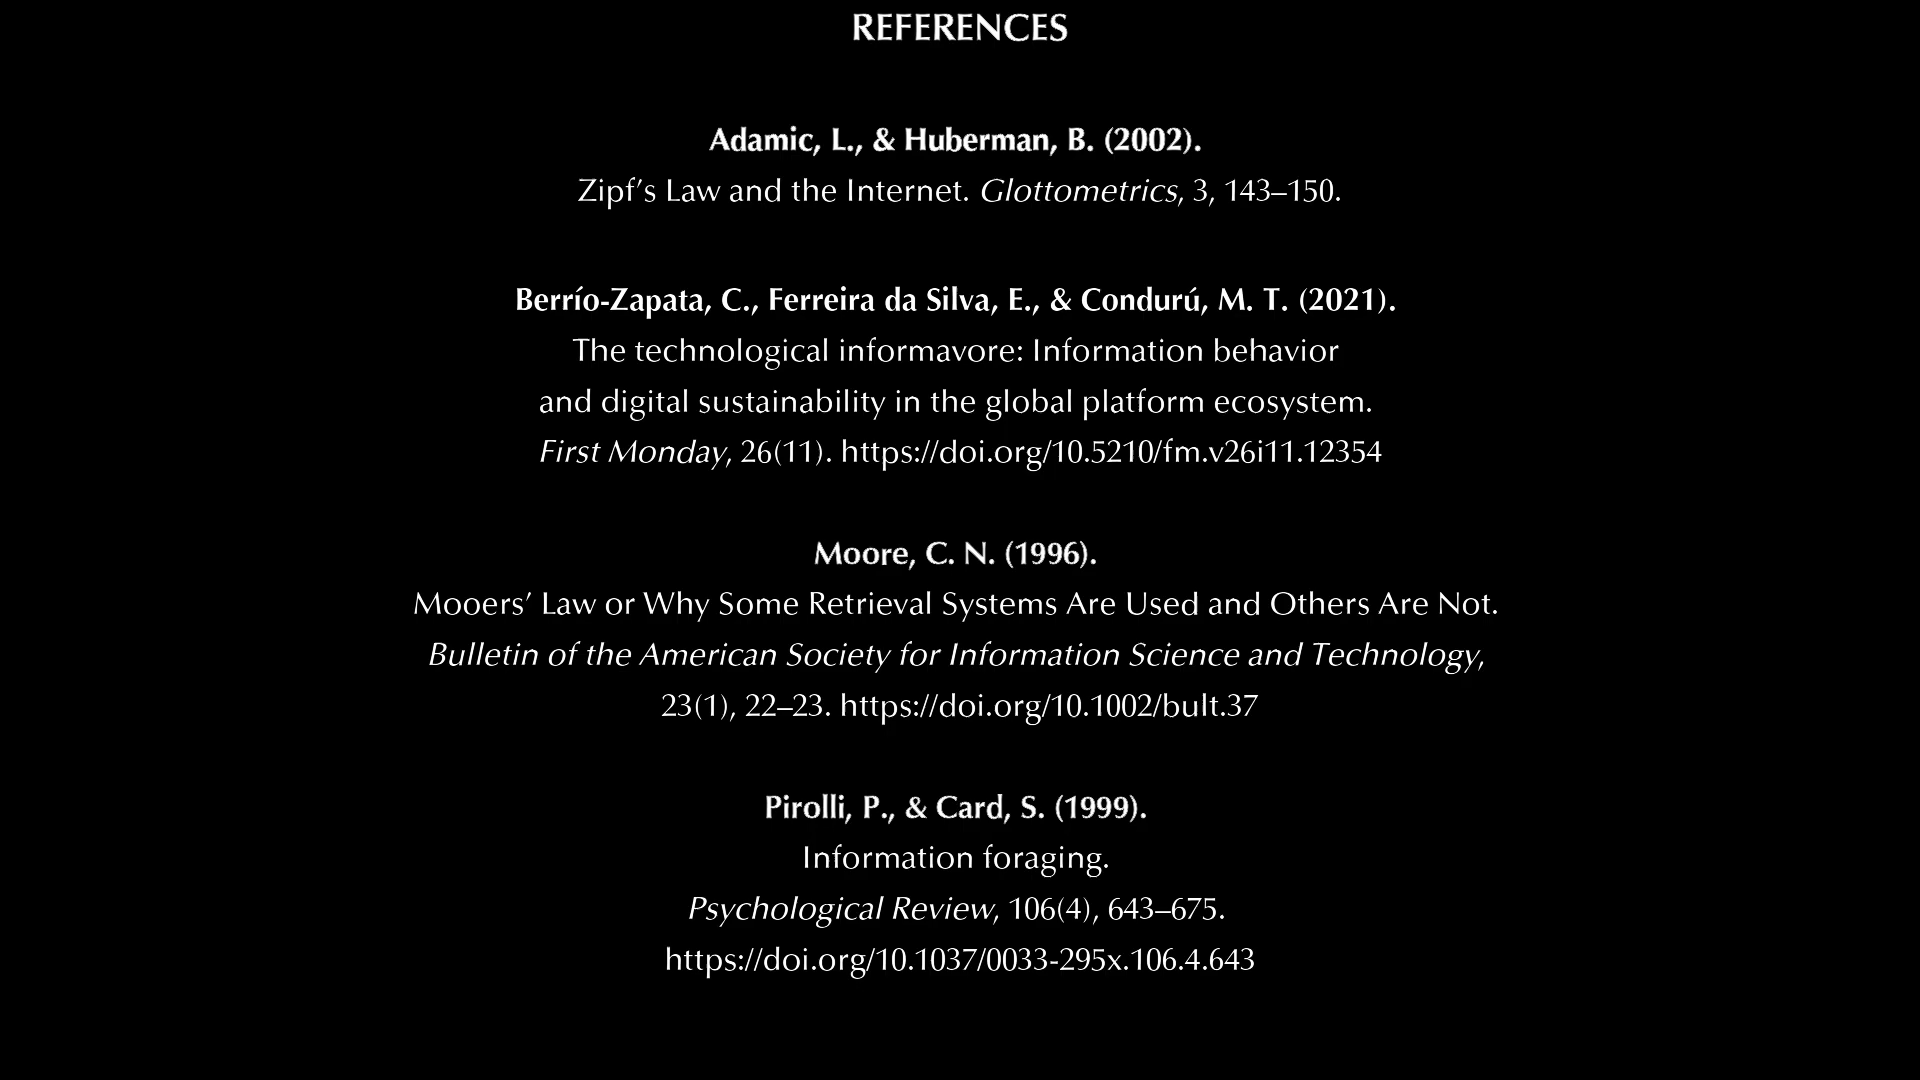 REFERENCES
Adamic, L., & Huberman, B. (2002).
Zipf’s Law and the Internet. Glottometrics, 3, 143–150.
Berrío-Zapata, C., Ferreira da Silva, E., & Condurú, M. T. (2021).
The technological informavore: Information behavior
and digital sustainability in the global platform ecosystem.
First Monday, 26(11). https://doi.org/10.5210/fm.v26i11.12354
Moore, C. N. (1996).
Mooers’ Law or Why Some Retrieval Systems Are Used and Others Are Not.
Bulletin of the American Society for Information Science and Technology,
23(1), 22–23. https://doi.org/10.1002/bult.37
Pirolli, P., & Card, S. (1999).
Information foraging.
Psychological Review, 106(4), 643–675.
https://doi.org/10.1037/0033-295x.106.4.643